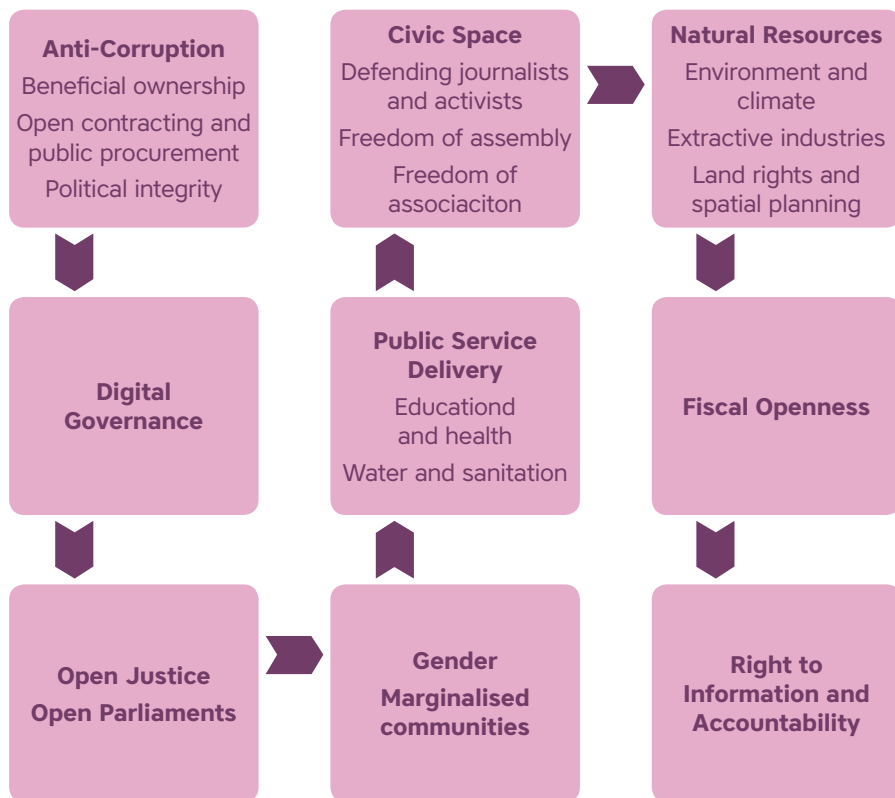 Anti-Corruption
Beneficial ownership
Open contracting and
public procurement
Political integrity
Digital
Governance
Open Justice
Open Parliaments
Gender
Marginalised
communities
Public Service
Delivery
Educationd
and health
Water and sanitation
Civic Space
Defending journalists
and activists
Freedom of assembly
Freedom of
associaciton
Natural Resources
Environment and
climate
Extractive industries
Land rights and
spatial planning
Fiscal Openness
Right to
Information and
Accountability